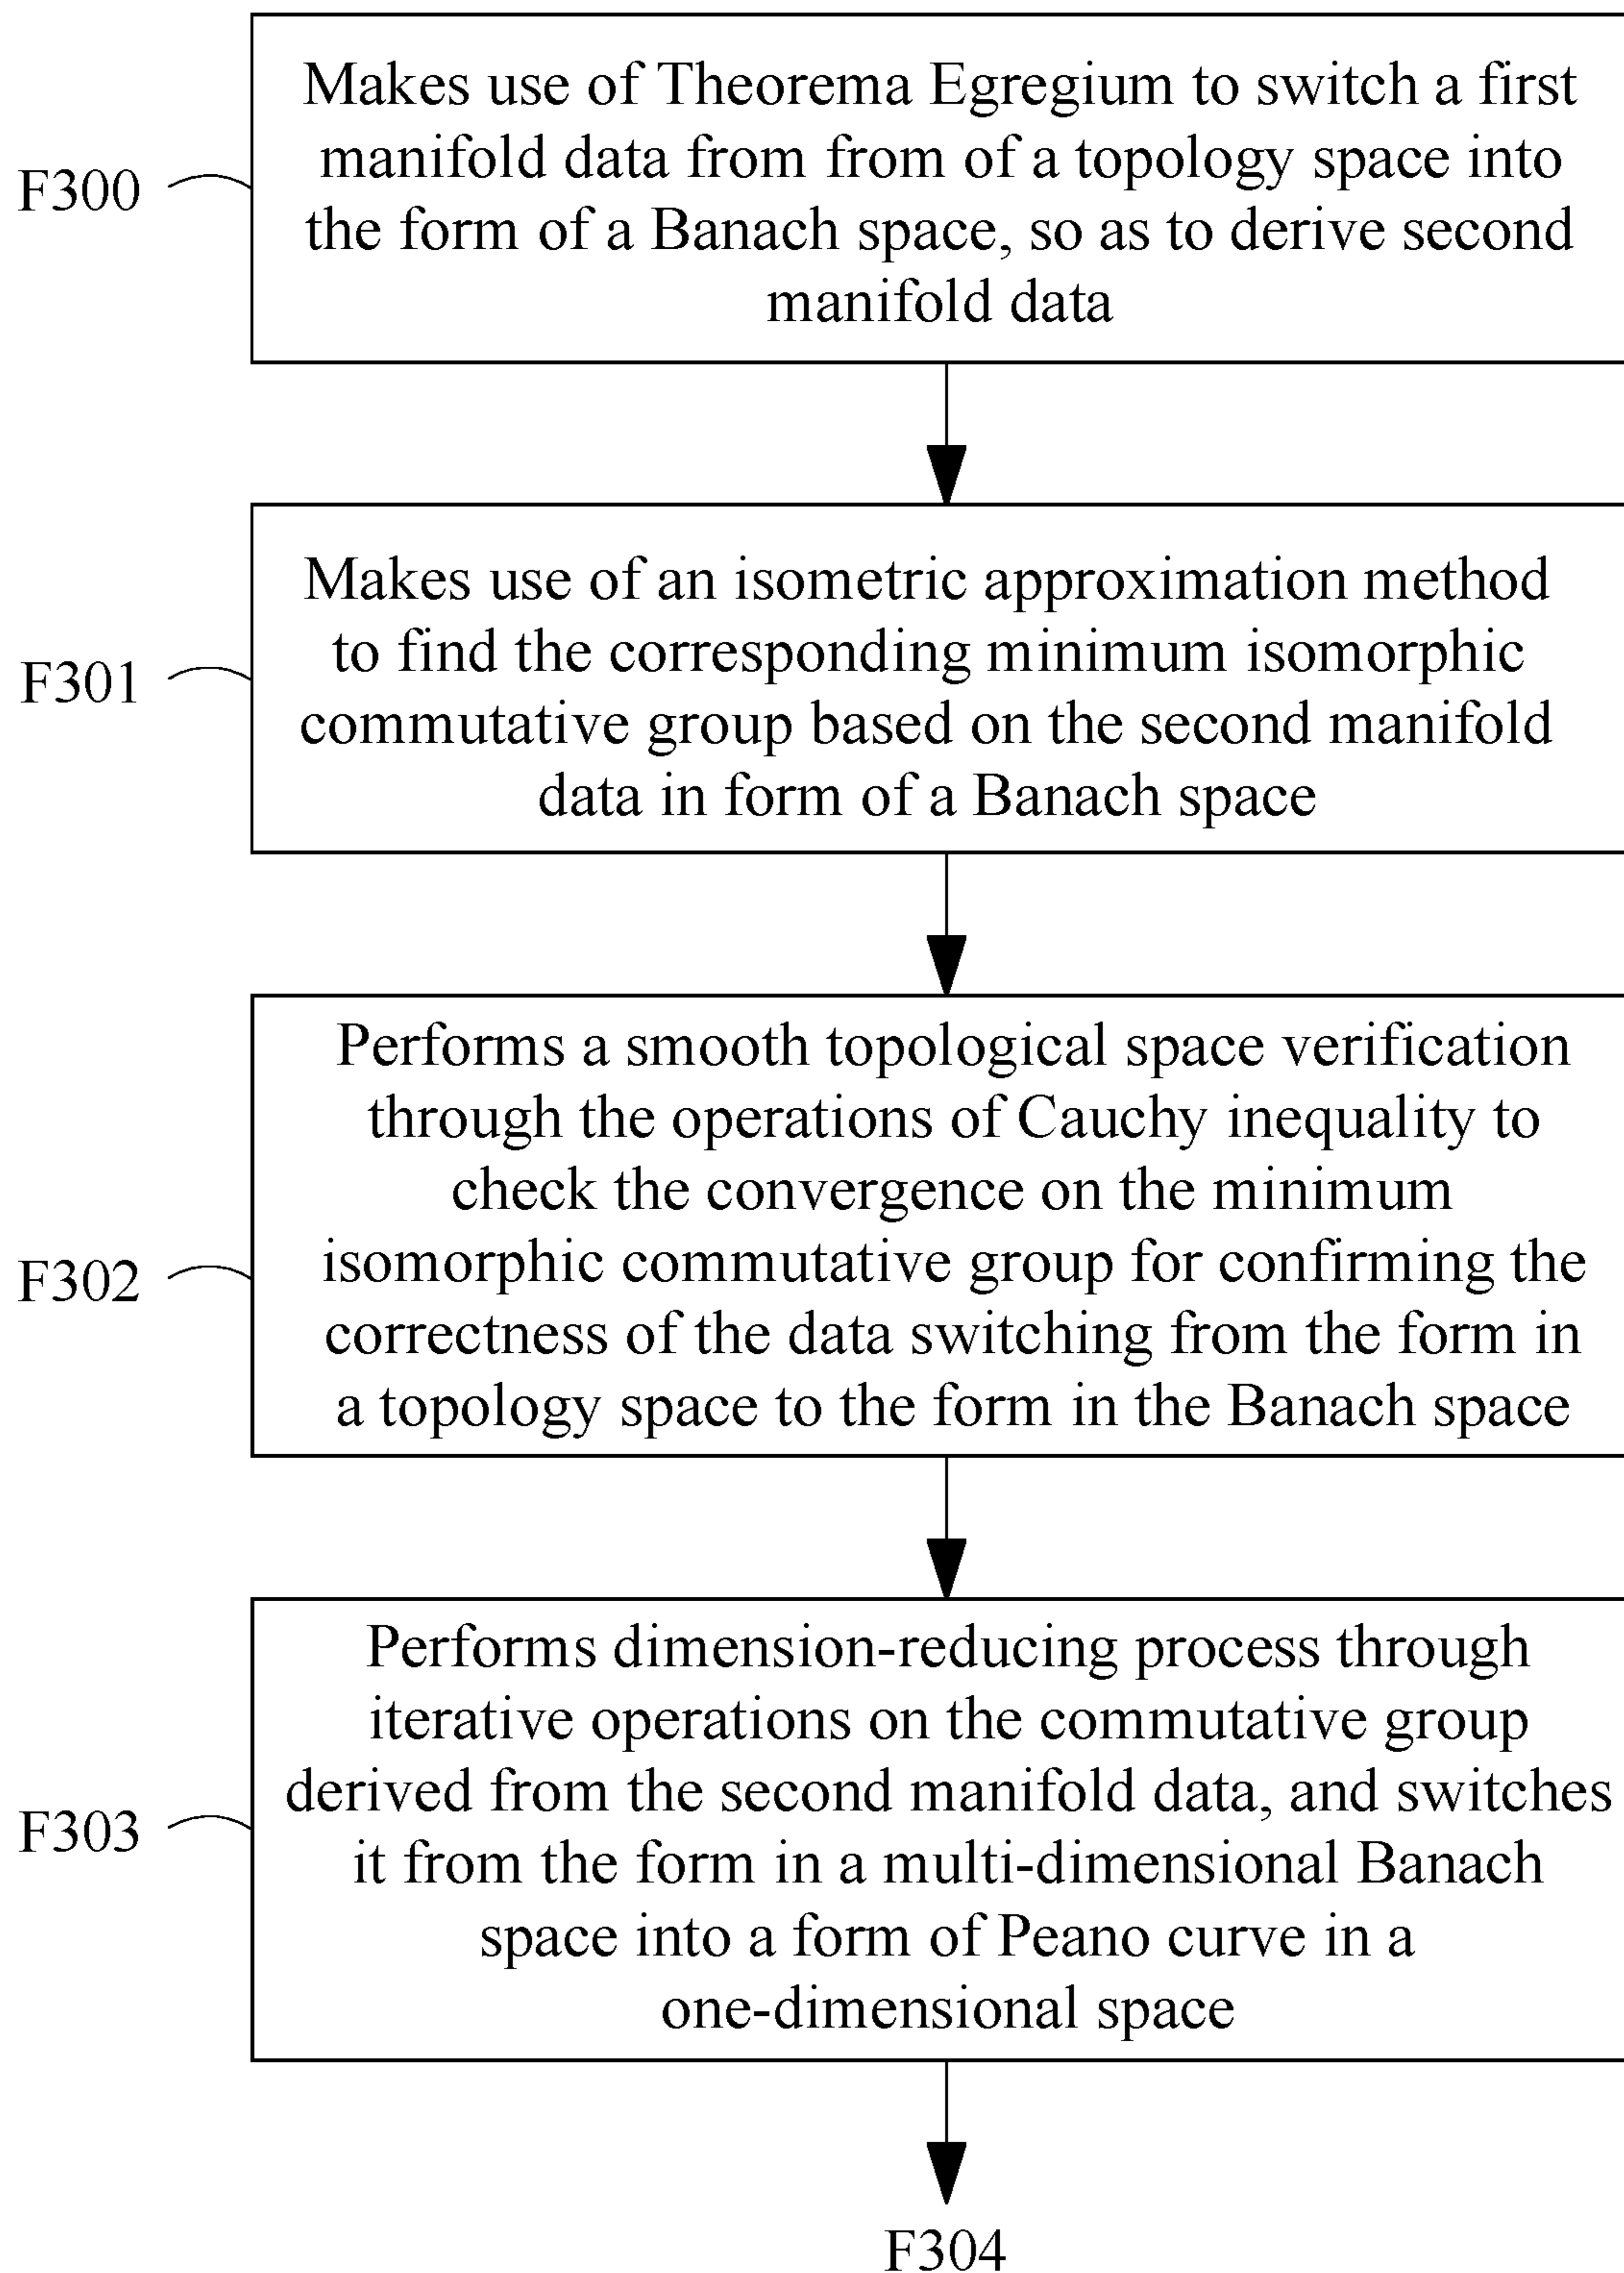 Makes use of Theorema Egregium to switch a first
manifold data from from of a topology space into
the form of a Banach space, so as to derive second
manifold data
F300
Makes use of an isometric approximation method
to find the corresponding minimum isomorphic
commutative group based on the second manifold
data in form of a Banach space
F301
Performs a smooth topological space verification
through the operations of Cauchy inequality to
check the convergence on the minimum
isomorphic commutative group for confirming the
correctness of the data switching from the form in
a topology space to the form in the Banach space
F302
Performs dimension-reducing process through
iterative operations on the commutative group
derived from the second manifold data, and switches
it from the form in a multi-dimensional Banach
space into a form of Peano curve in a
one-dimensional space
F303
F304